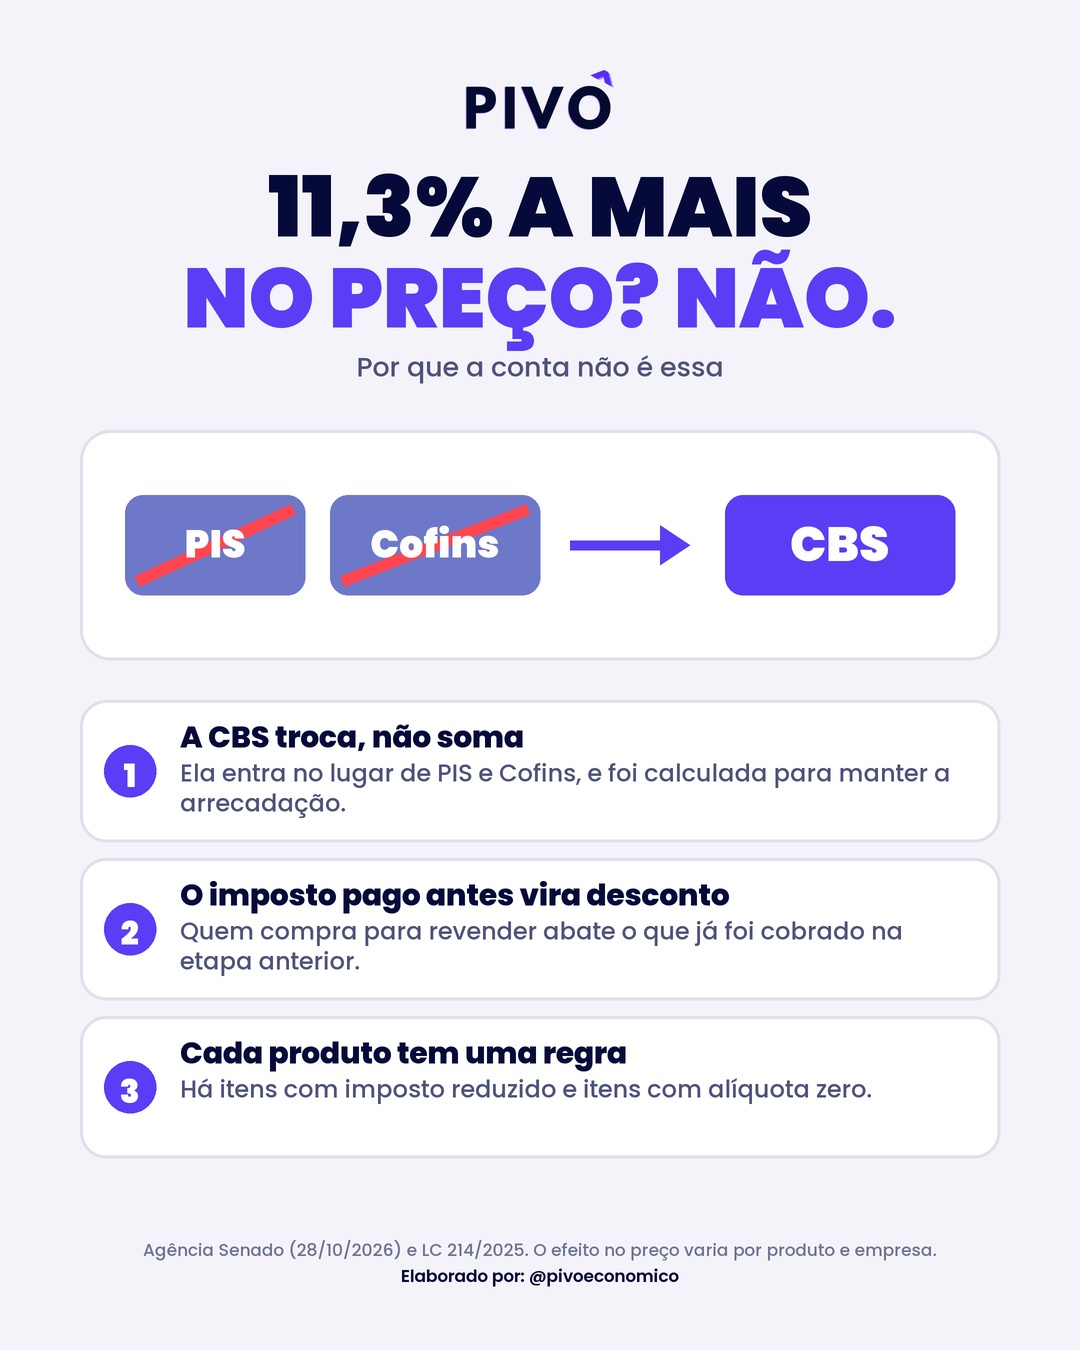 PIVÔ
11,3% A MAIS
NO PREÇO? NÃO.
Por que a conta não é essa
PIS
Cofins
CBS
1
A CBS troca, não soma
Ela entra no lugar de PIS e Cofins, e foi calculada para manter a
arrecadação.
2
O imposto pago antes vira desconto
Quem compra para revender abate o que já foi cobrado na
etapa anterior.
3
Cada produto tem uma regra
Há itens com imposto reduzido e itens com alíquota zero.
Agência Senado (28/10/2026) e LC 214/2025. O efeito no preço varia por produto e empresa.
Elaborado por: @pivoeconomico